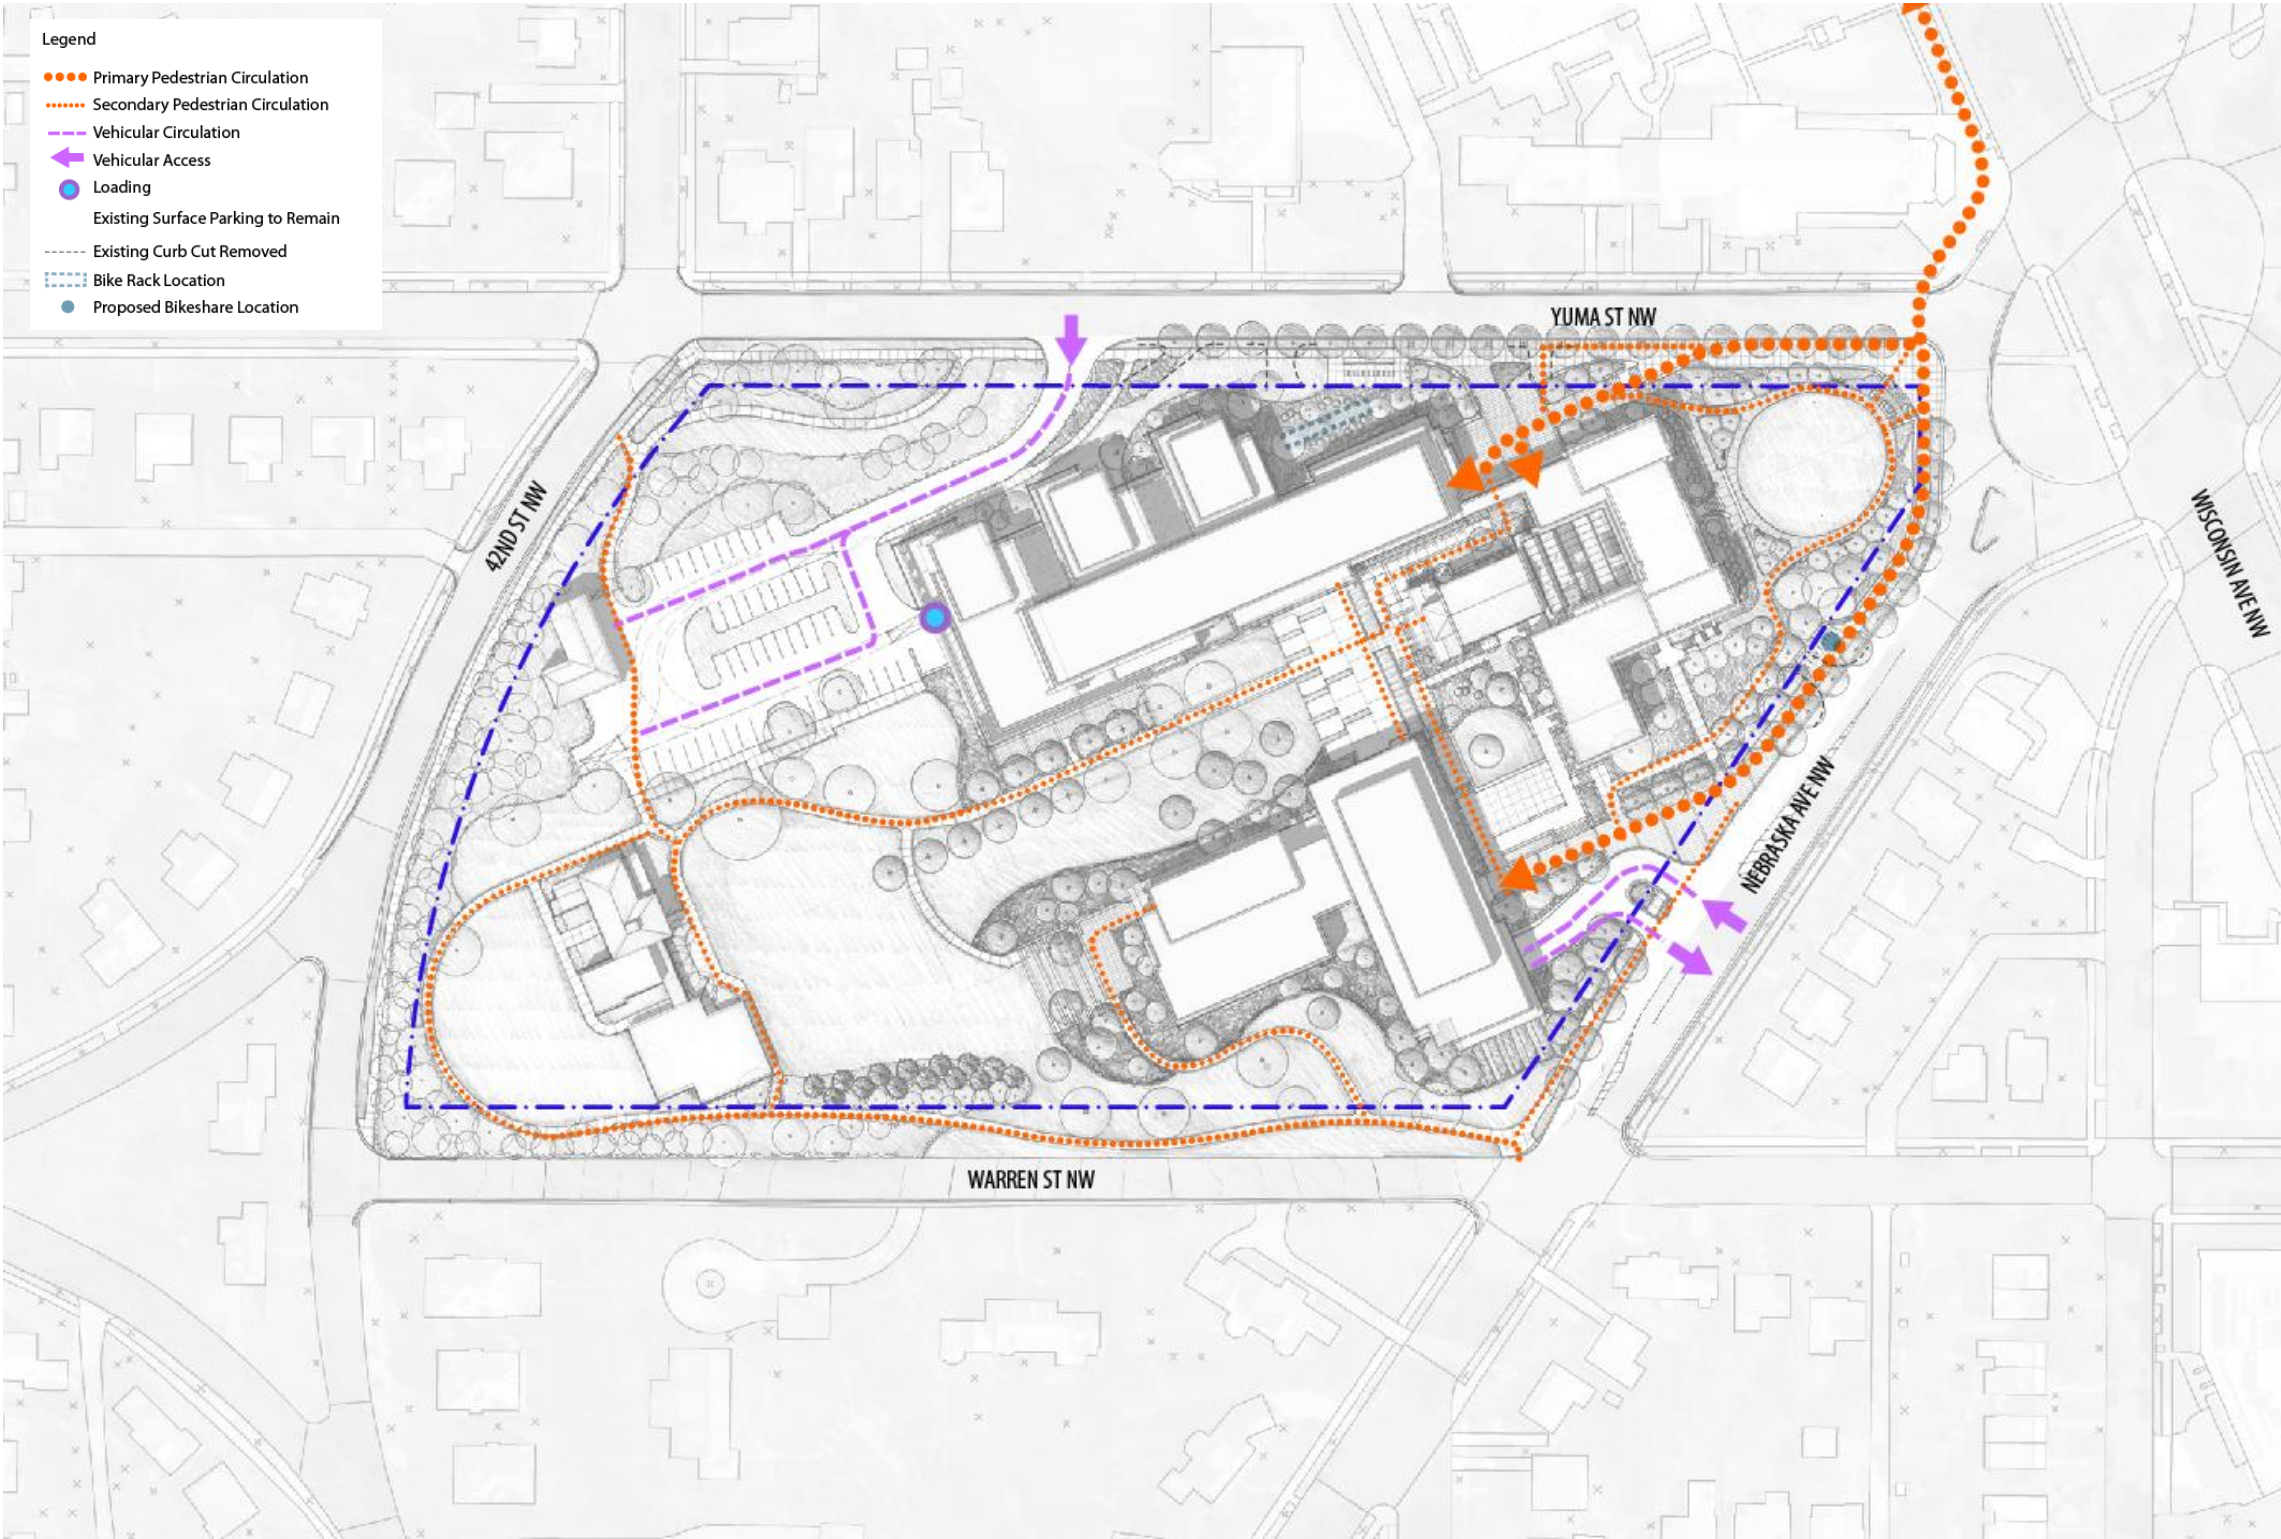 Legend
Primary Pedestrian Circulation
Secondary Pedestrian Circulation
Vehicular Circulation
Vehicular Access
Loading
Existing Surface Parking to Remain
Existing Curb Cut Removed
Bike Rack Location
Proposed Bikeshare Location
YUMA ST NW
42ND ST NW
WISCONSIN AVE NW
NEBRASKA AVE NW
WARREN ST NW